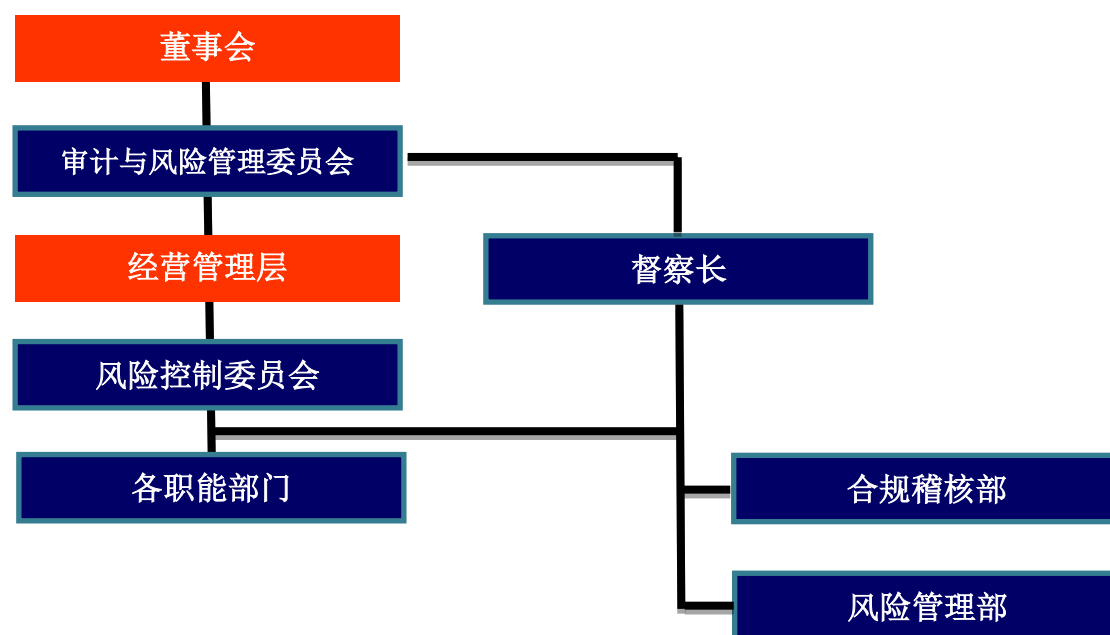 董事会
审计与风险管理委员会
经营管理层
督察长
风险控制委员会
各职能部门
合规稽核部
风险管理部